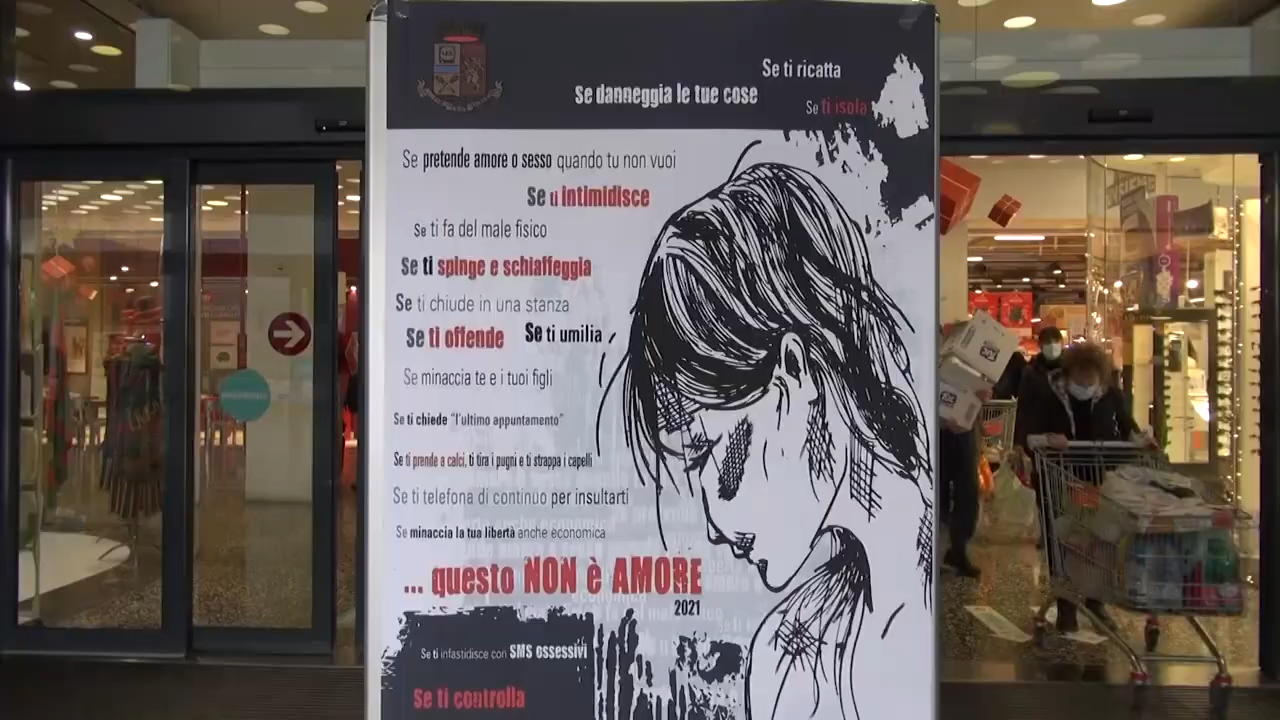 Se ti ricatta
Se danneggia le tue cose
Se ti isola
Se pretende amore o sesso quando tu non vuoi
Se ti intimidisce
Se ti fa del male fisico
Se ti spinge e schiaffeggia
Se ti chiude in una stanza
Se ti offende Se ti umilia
Se minaccia te e i tuoi figli
Se ti chiede “l'ultimo appuntamento”
Se ti prende a calci, ti tira i pugni e ti strappa i capelli
Se ti telefona di continuo per insultarti
Se minaccia la tua libertà anche economica
... questo NON è AMORE
2021
Se ti infastidisce con SMS ossessivi
Se ti controlla